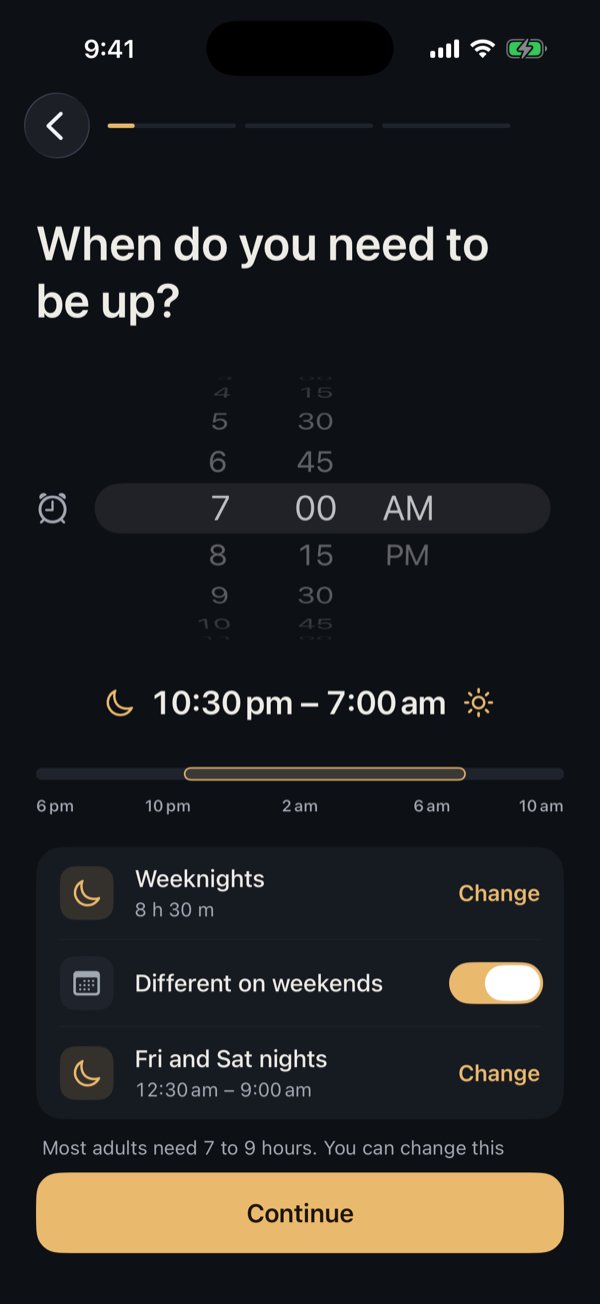 9:41
When do you need to
be up?
4 15
5 30
6 45
7 00 AM
8 15 PM
9 30
10 45
10:30 pm – 7:00 am
6 pm 10 pm 2 am 6 am 10 am
Weeknights
8 h 30 m
Change
Different on weekends
Fri and Sat nights
12:30 am – 9:00 am
Change
Most adults need 7 to 9 hours. You can change this
Continue